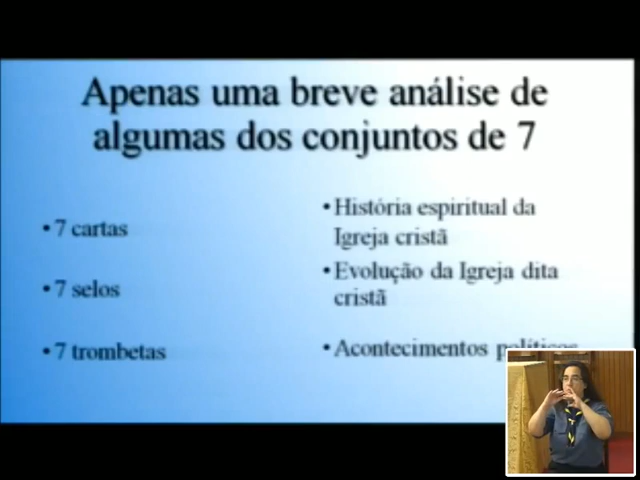 Apenas uma breve análise de
algumas dos conjuntos de 7
• 7 cartas
• 7 selos
• 7 trombetas
• História espiritual da
Igreja cristã
• Evolução da Igreja dita
cristã
• Acontecimentos políticos